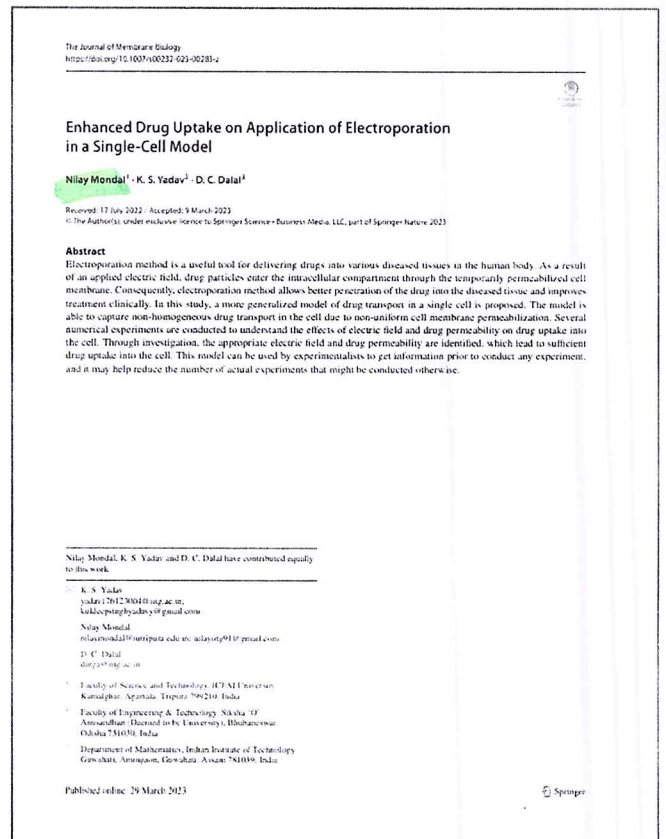 The Journal of Membrane Biology
https://doi.org/10.1007/s00232-023-00283-z
Enhanced Drug Uptake on Application of Electroporation
in a Single-Cell Model
Nilay Mondal¹ · K. S. Yadav² · D. C. Dalal³
Received: 17 July 2022 / Accepted: 9 March 2023
© The Author(s), under exclusive licence to Springer Science+Business Media, LLC, part of Springer Nature 2023
Abstract
Electroporation method is a useful tool for delivering drugs into various diseased tissues in the human body. As a result
of an applied electric field, drug particles enter the intracellular compartment through the temporarily permeabilized cell
membrane. Consequently, electroporation method allows better penetration of the drug into the diseased tissue and improves
treatment clinically. In this study, a more generalized model of drug transport in a single cell is proposed. The model is
able to capture non-homogeneous drug transport in the cell due to non-uniform cell membrane permeabilization. Several
numerical experiments are conducted to understand the effects of electric field and drug permeability on drug uptake into
the cell. Through investigation, the appropriate electric field and drug permeability are identified, which lead to sufficient
drug uptake into the cell. This model can be used by experimentalists to get information prior to conduct any experiment,
and it may help reduce the number of actual experiments that might be conducted otherwise.
Nilay Mondal, K. S. Yadav and D. C. Dalal have contributed equally
to this work.
K. S. Yadav
Nilay Mondal
D. C. Dalal
Faculty of Science and Technology, ICFAI University
Kamalghat, Agartala, Tripura 799210, India
Faculty of Engineering & Technology, Siksha 'O'
Anusandhan (Deemed to be University), Bhubaneswar,
Odisha 751030, India
Department of Mathematics, Indian Institute of Technology
Guwahati, Amingaon, Guwahati, Assam 781039, India
Published online: 29 March 2023
Springer